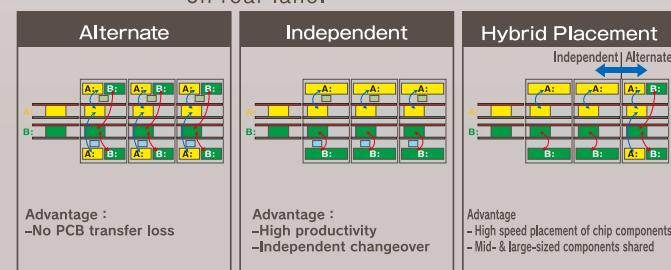 Alternate
A: B: A: B: A: B:
A:
B:
A: B: A: B: A: B:
Advantage :
–No PCB transfer loss
Independent
A: A: A:
A:
B:
B: B: B:
Advantage :
–High productivity
–Independent changeover
Hybrid Placement
Independent | Alternate
A: A: A: B:
A:
B:
B: B: A: B:
Advantage
– High speed placement of chip components
– Mid- & large-sized components shared